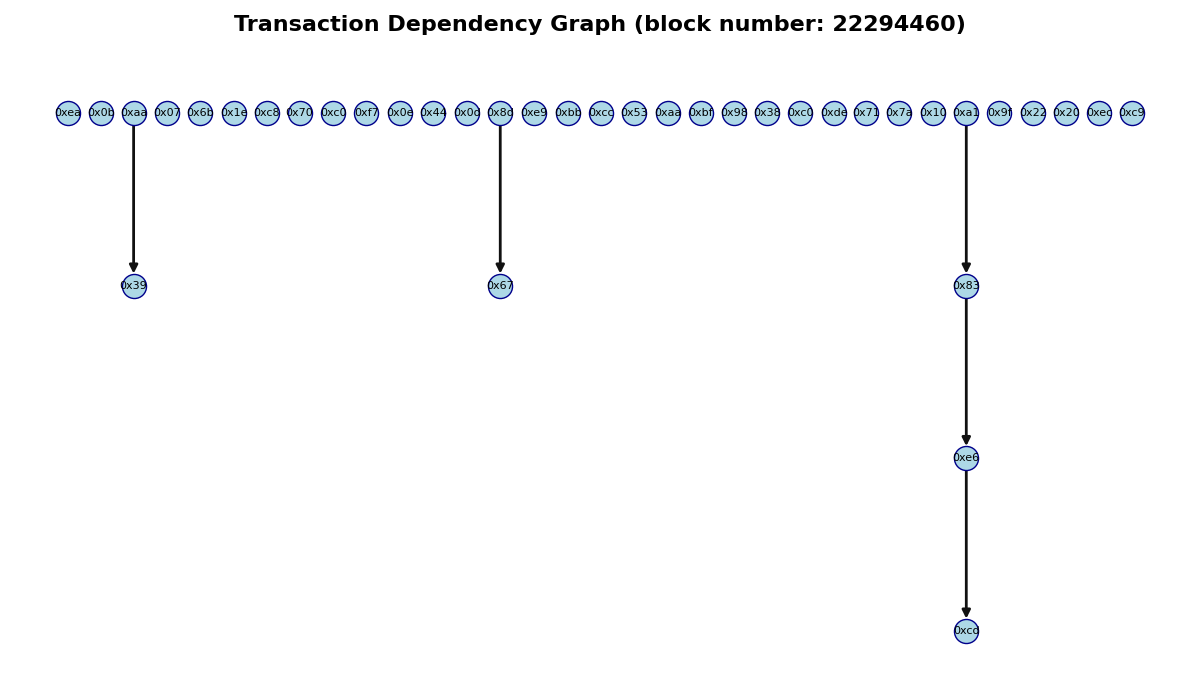 Transaction Dependency Graph (block number: 22294460)
0xea 0x0b 0xaa 0x07 0x6b 0x1e 0xc8 0x70 0xc0 0xf7 0x0e 0x44 0x0d 0x8d 0xe9 0xbb 0xcc 0x53 0xaa 0xbf 0x98 0x38 0xc0 0xde 0x71 0x7a 0x10 0xa1 0x9f 0x22 0x20 0xec 0xc9
0x39 0x67 0x83
0xe6
0xcd